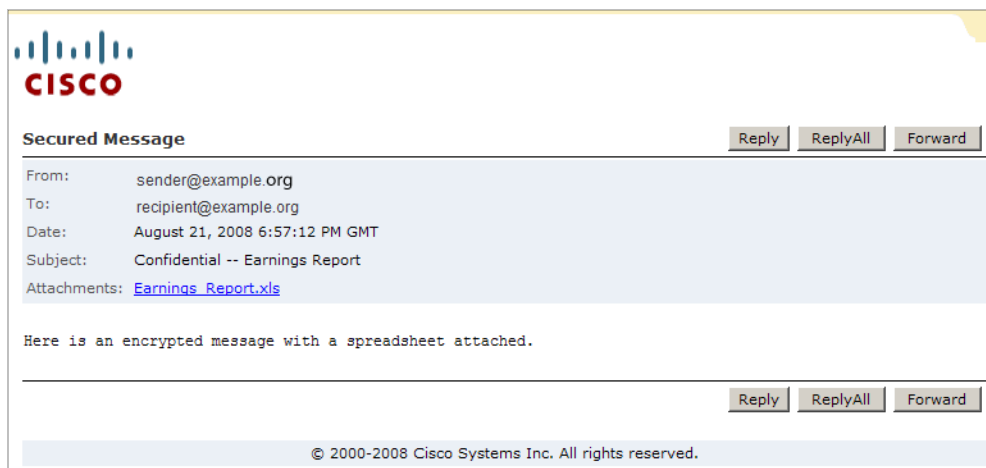 CISCO
Secured Message Reply ReplyAll Forward
From: sender@example.org
To: recipient@example.org
Date: August 21, 2008 6:57:12 PM GMT
Subject: Confidential -- Earnings Report
Attachments: Earnings_Report.xls
Here is an encrypted message with a spreadsheet attached.
Reply ReplyAll Forward
© 2000-2008 Cisco Systems Inc. All rights reserved.